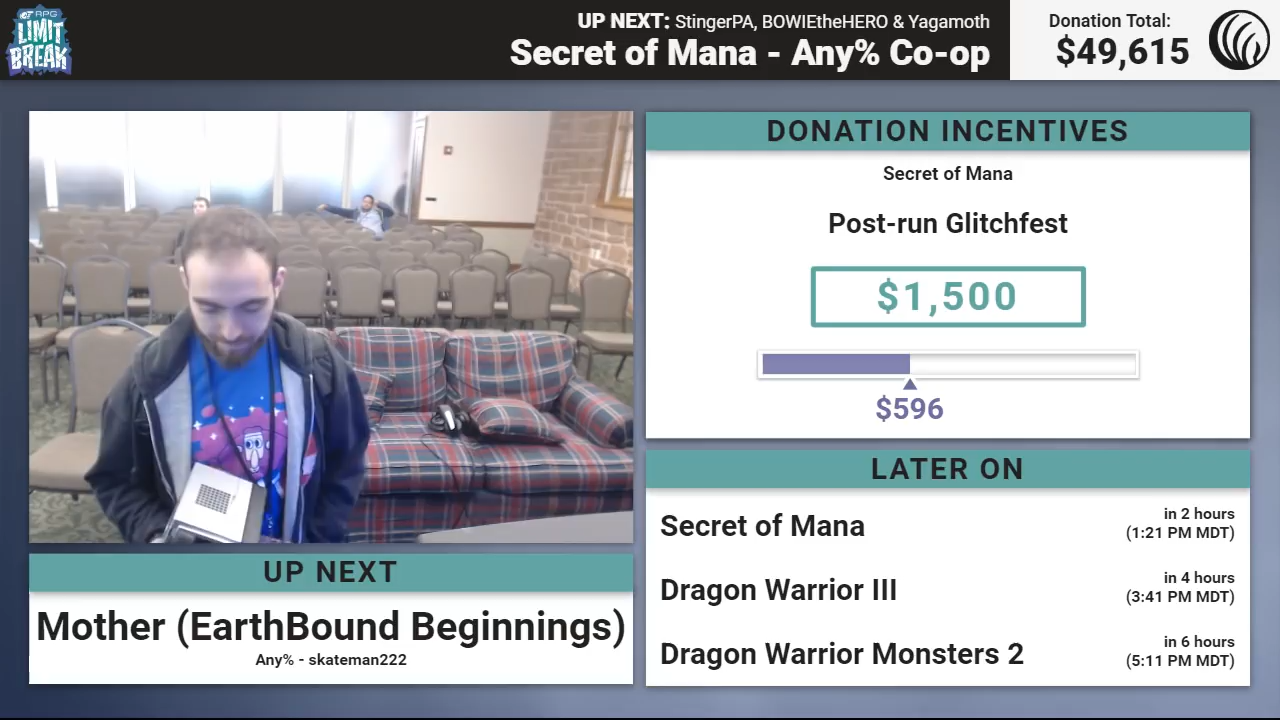 RPG
LIMIT
BREAK
UP NEXT: StingerPA, BOWIEtheHERO & Yagamoth
Secret of Mana - Any% Co-op
Donation Total:
$49,615
DONATION INCENTIVES
Secret of Mana
Post-run Glitchfest
$1,500
$596
LATER ON
Secret of Mana
in 2 hours
(1:21 PM MDT)
Dragon Warrior III
in 4 hours
(3:41 PM MDT)
Dragon Warrior Monsters 2
in 6 hours
(5:11 PM MDT)
UP NEXT
Mother (EarthBound Beginnings)
Any% - skateman222